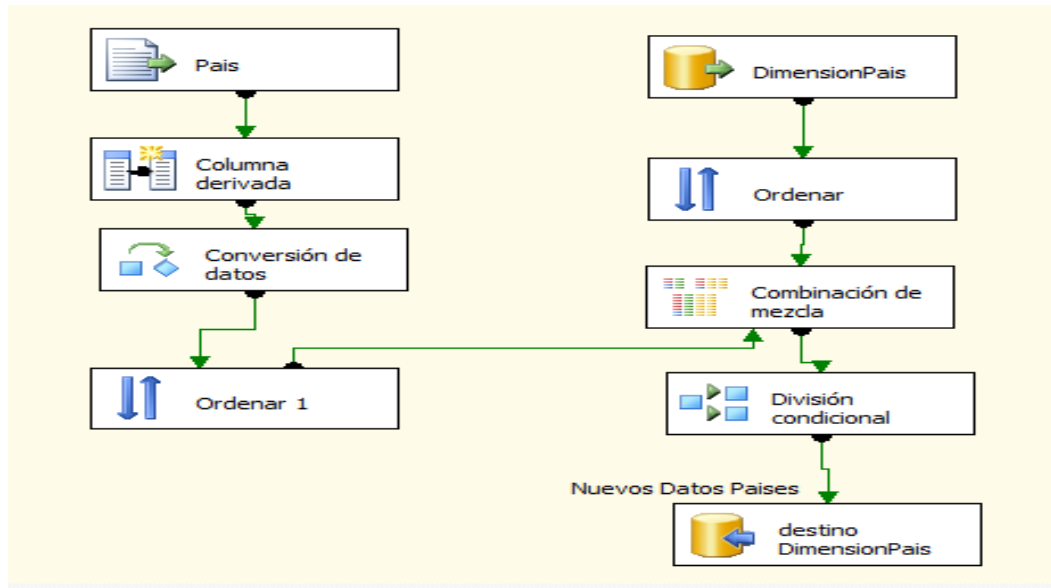 Pais
Columna
derivada
Conversión de
datos
Ordenar 1
DimensionPais
Ordenar
Combinación de
mezcla
División
condicional
Nuevos Datos Paises
destino
DimensionPais